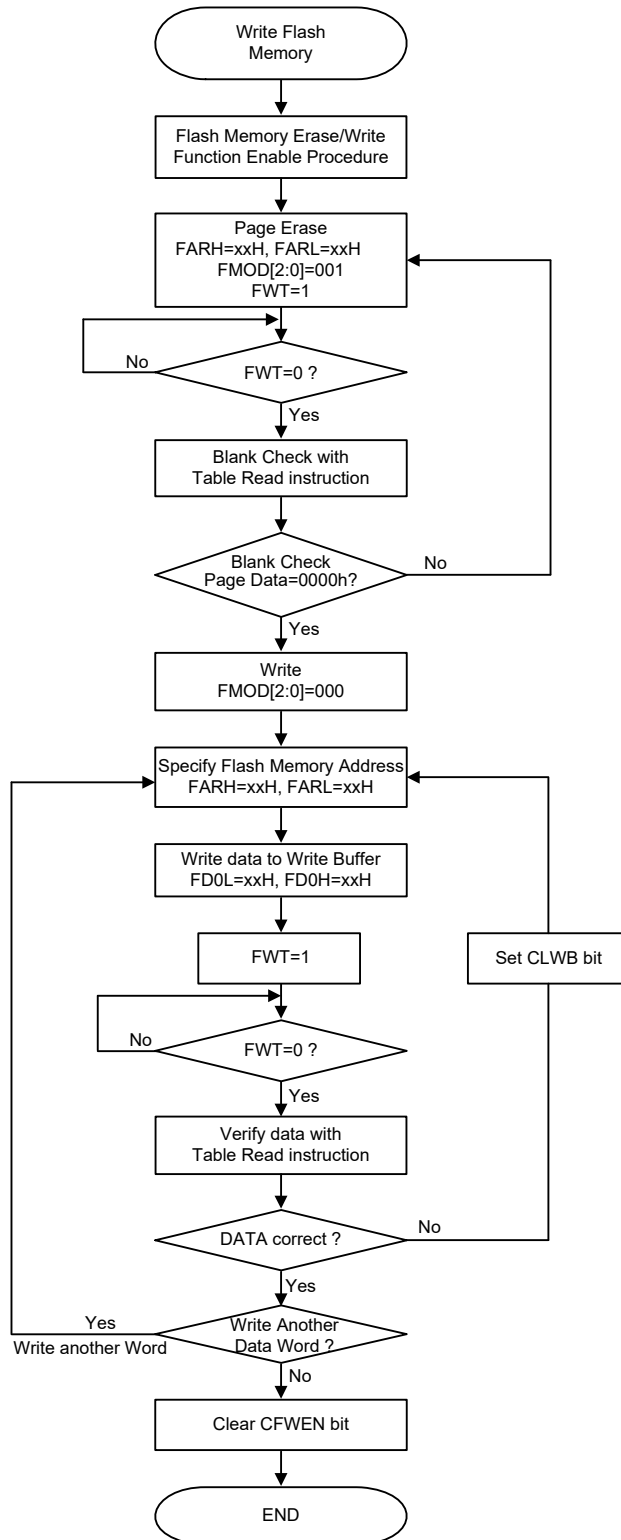 Write Flash
Memory
Flash Memory Erase/Write
Function Enable Procedure
Page Erase
FARH=xxH, FARL=xxH
FMOD[2:0]=001
FWT=1
No
FWT=0 ?
Yes
Blank Check with
Table Read instruction
Blank Check
Page Data=0000h?
No
Yes
Write
FMOD[2:0]=000
Specify Flash Memory Address
FARH=xxH, FARL=xxH
Write data to Write Buffer
FD0L=xxH, FD0H=xxH
FWT=1
Set CLWB bit
No
FWT=0 ?
Yes
Verify data with
Table Read instruction
DATA correct ?
No
Yes
Yes
Write another Word
Write Another
Data Word ?
No
Clear CFWEN bit
END